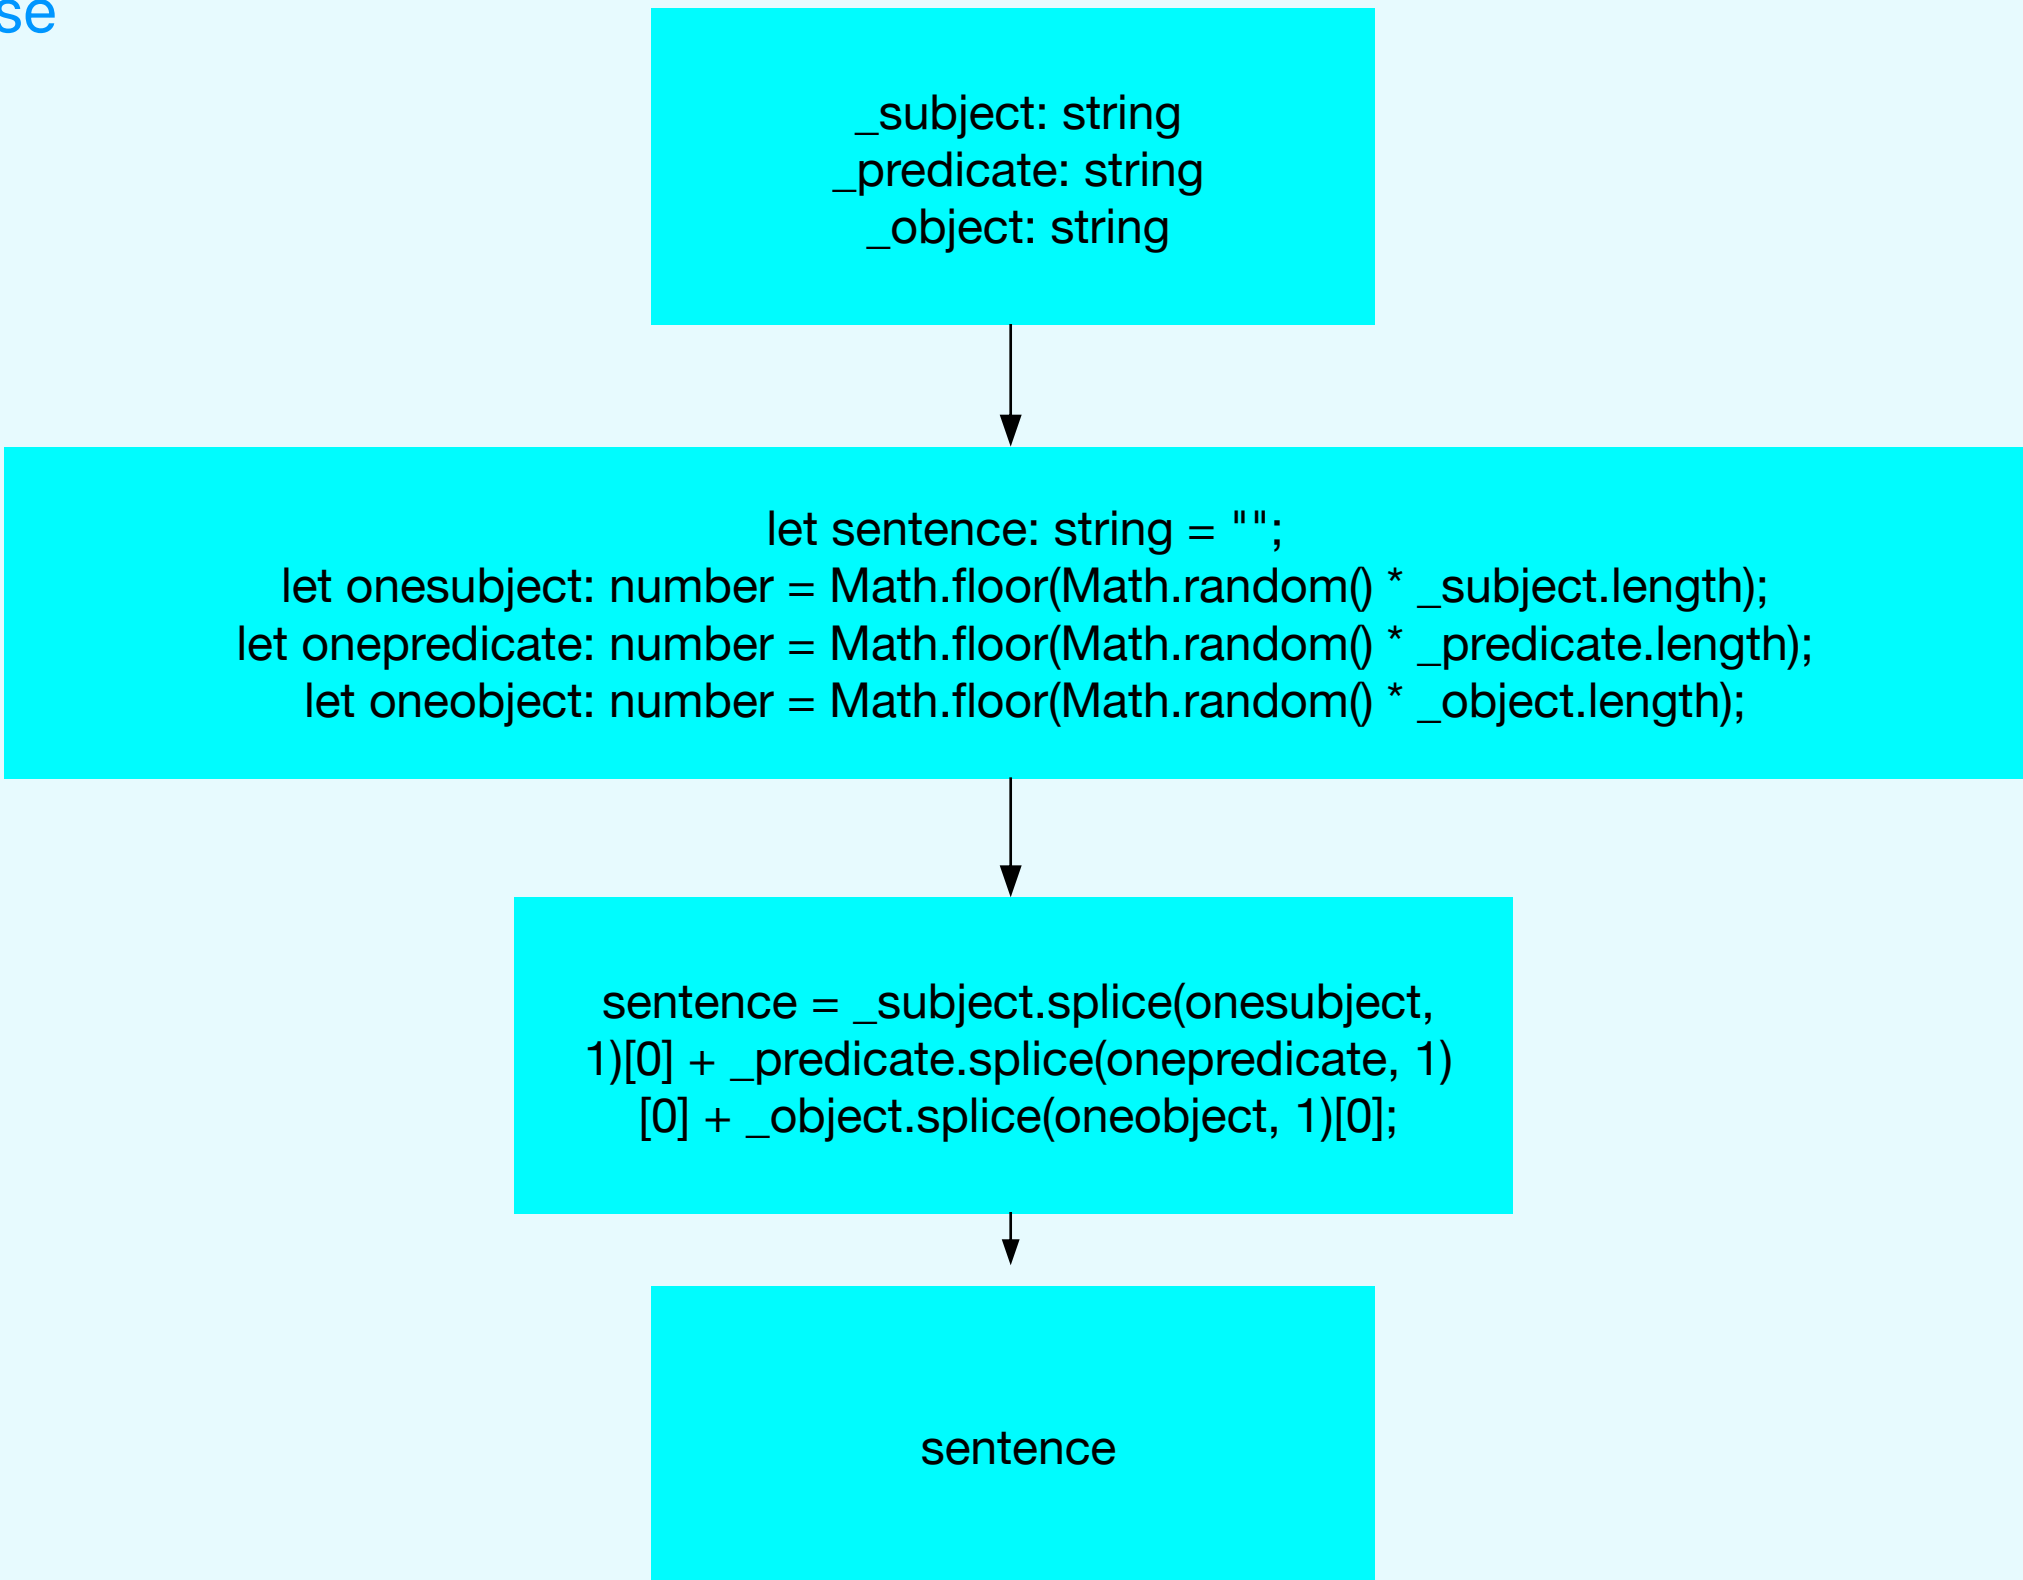 se
_subject: string
_predicate: string
_object: string
let sentence: string = "";
let onesubject: number = Math.floor(Math.random() * _subject.length);
let onepredicate: number = Math.floor(Math.random() * _predicate.length);
let oneobject: number = Math.floor(Math.random() * _object.length);
sentence = _subject.splice(onesubject,
1)[0] + _predicate.splice(onepredicate, 1)
[0] + _object.splice(oneobject, 1)[0];
sentence